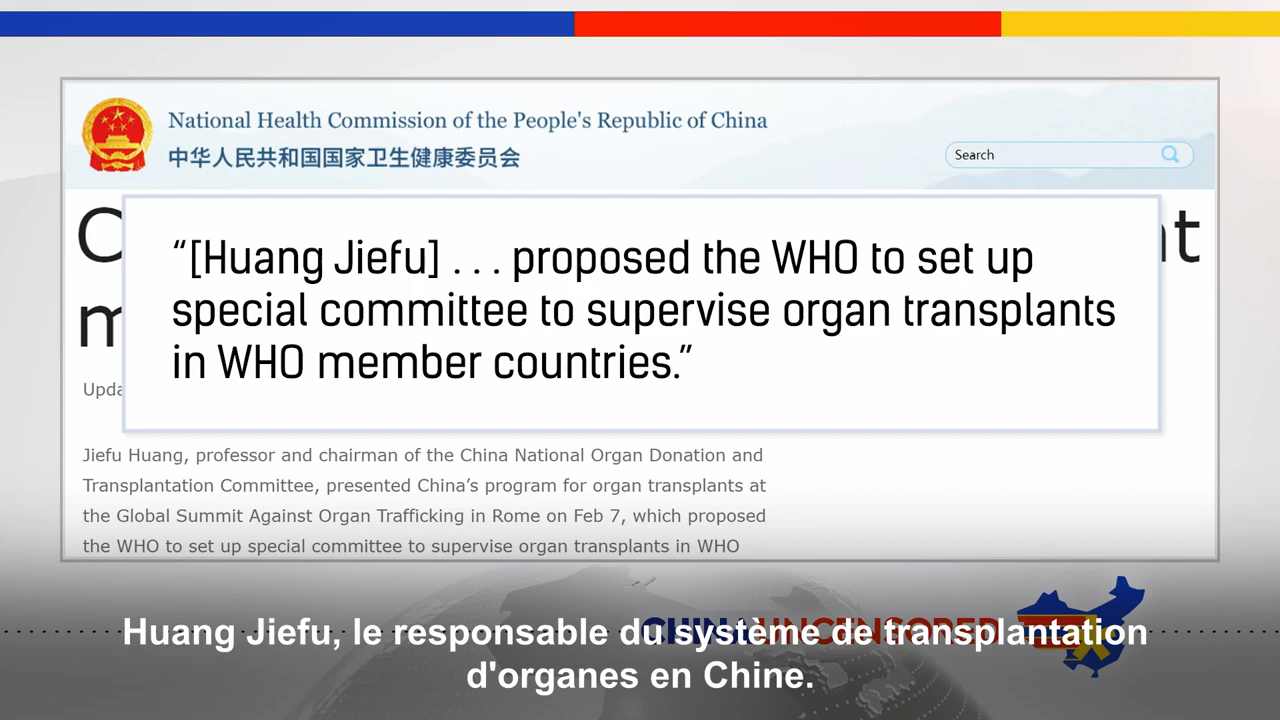 National Health Commission of the People's Republic of China
中华人民共和国国家卫生健康委员会
Search
“[Huang Jiefu] . . . proposed the WHO to set up
special committee to supervise organ transplants
in WHO member countries.”
Jiefu Huang, professor and chairman of the China National Organ Donation and
Transplantation Committee, presented China’s program for organ transplants at
the Global Summit Against Organ Trafficking in Rome on Feb 7, which proposed
the WHO to set up special committee to supervise organ transplants in WHO
CHINA UNCENSORED
Huang Jiefu, le responsable du système de transplantation
d'organes en Chine.